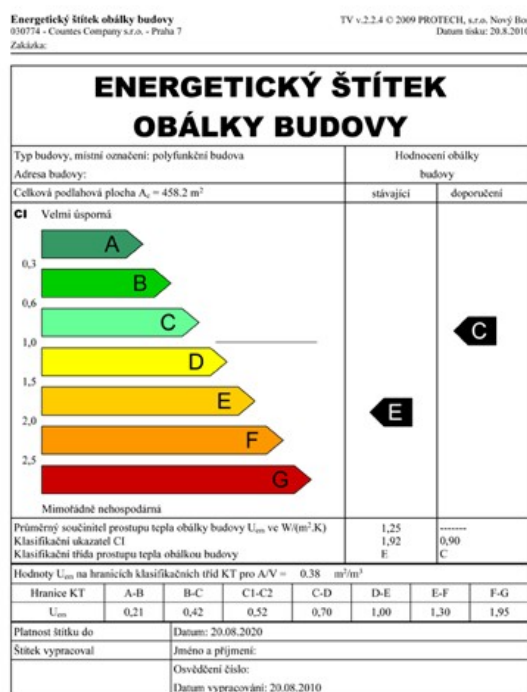 Energetický štítek obálky budovy
TV v.2.2.4 © 2009 PROTECH, s.r.o. Nový Bor
030774 - Countes Company s.r.o. - Praha 7
Datum tisku: 20.8.2010
Zakázka:
ENERGETICKÝ ŠTÍTEK
OBÁLKY BUDOVY
Typ budovy, místní označení: polyfunkční budova
Hodnocení obálky
Adresa budovy:
budovy
Celková podlahová plocha Ac = 458.2 m²
stávající
doporučení
CI Velmi úsporná
A
0,3
B
0,6
C
C
1,0
D
1,5
E
E
2,0
F
2,5
G
Mimořádně nehospodárná
Průměrný součinitel prostupu tepla obálky budovy Uem ve W/(m².K) 1,25 -------
Klasifikační ukazatel CI 1,92 0,90
Klasifikační třída prostupu tepla obálkou budovy E C
Hodnoty Uem na hranicích klasifikačních tříd KT pro A/V = 0.38 m²/m³
Hranice KT A-B B-C C1-C2 C-D D-E E-F F-G
Uem 0,21 0,42 0,52 0,70 1,00 1,30 1,95
Platnost štítku do Datum: 20.08.2020
Štítek vypracoval Jméno a příjmení:
Osvědčení číslo:
Datum vypracování: 20.08.2010